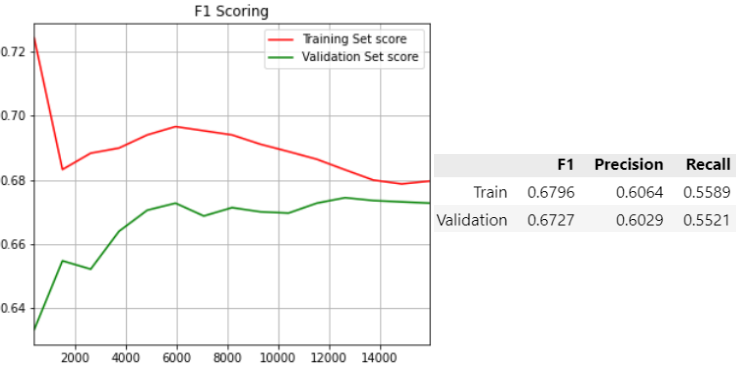 F1 Scoring
Training Set score
Validation Set score
0.72
0.70
0.68
0.66
0.64
2000 4000 6000 8000 10000 12000 14000
F1 Precision Recall
Train 0.6796 0.6064 0.5589
Validation 0.6727 0.6029 0.5521